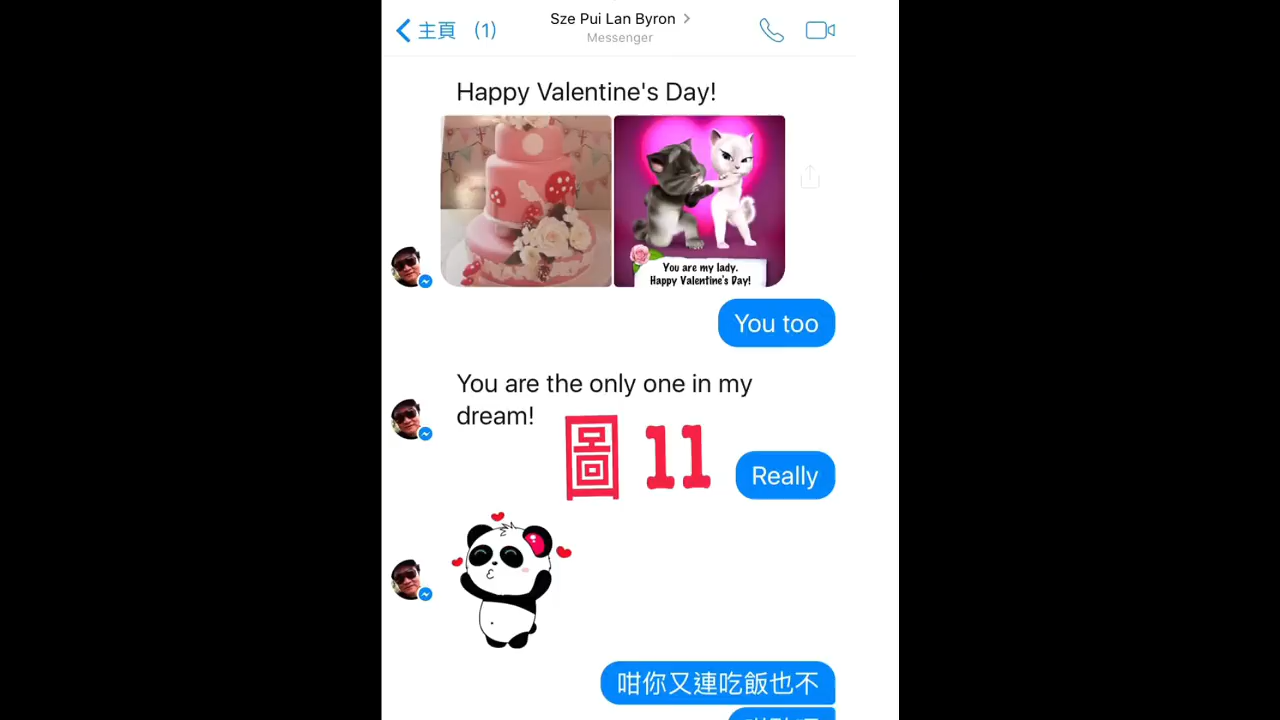 主頁 (1)
Sze Pui Lan Byron
Messenger
Happy Valentine's Day!
You are my lady.
Happy Valentine's Day!
You too
You are the only one in my
dream!
圖 11
Really
咁你又連吃飯也不